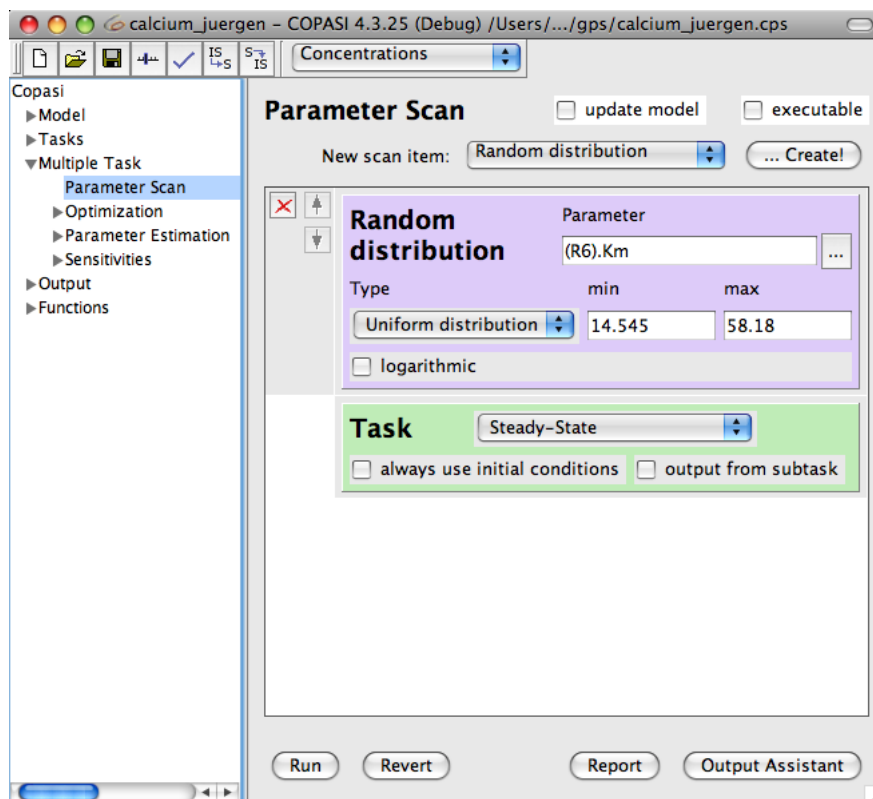 calcium_juergen – COPASI 4.3.25 (Debug) /Users/.../gps/calcium_juergen.cps
IS S Concentrations
S IS
Copasi
Model
Tasks
Multiple Task
Parameter Scan
Optimization
Parameter Estimation
Sensitivities
Output
Functions
Parameter Scan update model executable
New scan item: Random distribution ... Create!
Random distribution
Parameter
(R6).Km ...
Type min max
Uniform distribution 14.545 58.18
logarithmic
Task Steady-State
always use initial conditions output from subtask
Run Revert Report Output Assistant